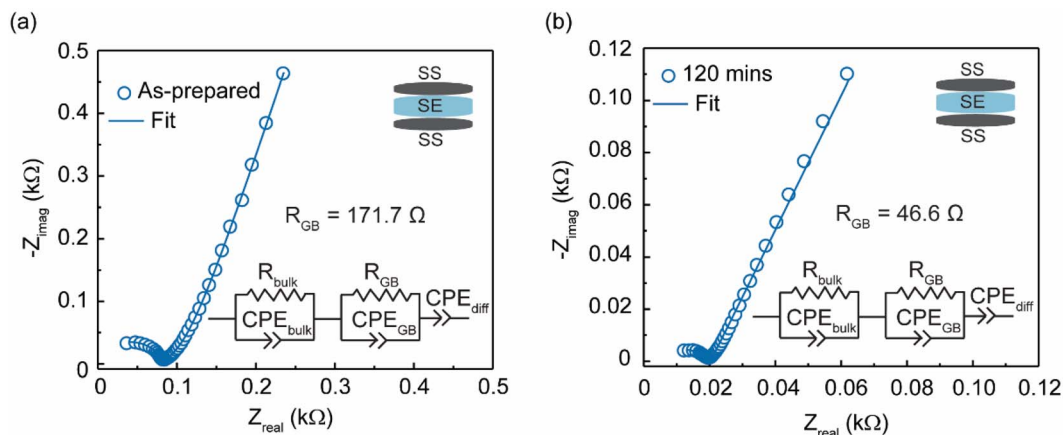 (a)
0.5
0.4
0.3
0.2
0.1
0
0 0.1 0.2 0.3 0.4 0.5
-Zimag (kΩ)
Zreal (kΩ)
As-prepared
Fit
SS
SE
SS
RGB = 171.7 Ω
Rbulk
CPEbulk
RGB
CPEGB
CPEdiff
(b)
0.12
0.10
0.08
0.06
0.04
0.02
0
0 0.02 0.04 0.06 0.08 0.10 0.12
-Zimag (kΩ)
Zreal (kΩ)
120 mins
Fit
SS
SE
SS
RGB = 46.6 Ω
Rbulk
CPEbulk
RGB
CPEGB
CPEdiff